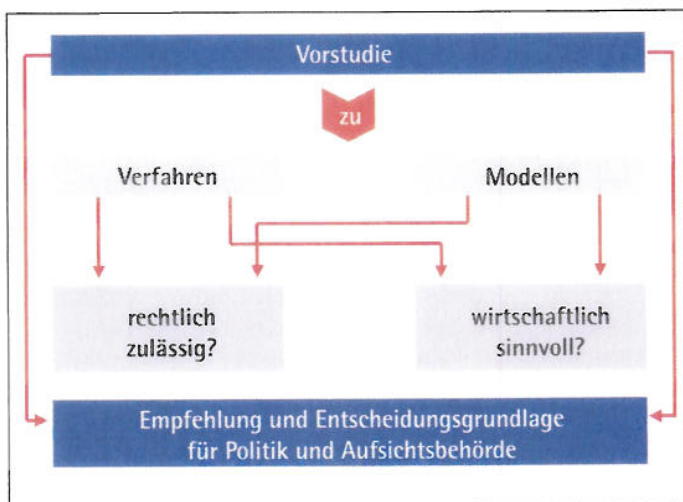 Vorstudie
zu
Verfahren
Modellen
rechtlich
zulässig?
wirtschaftlich
sinnvoll?
Empfehlung und Entscheidungsgrundlage
für Politik und Aufsichtsbehörde